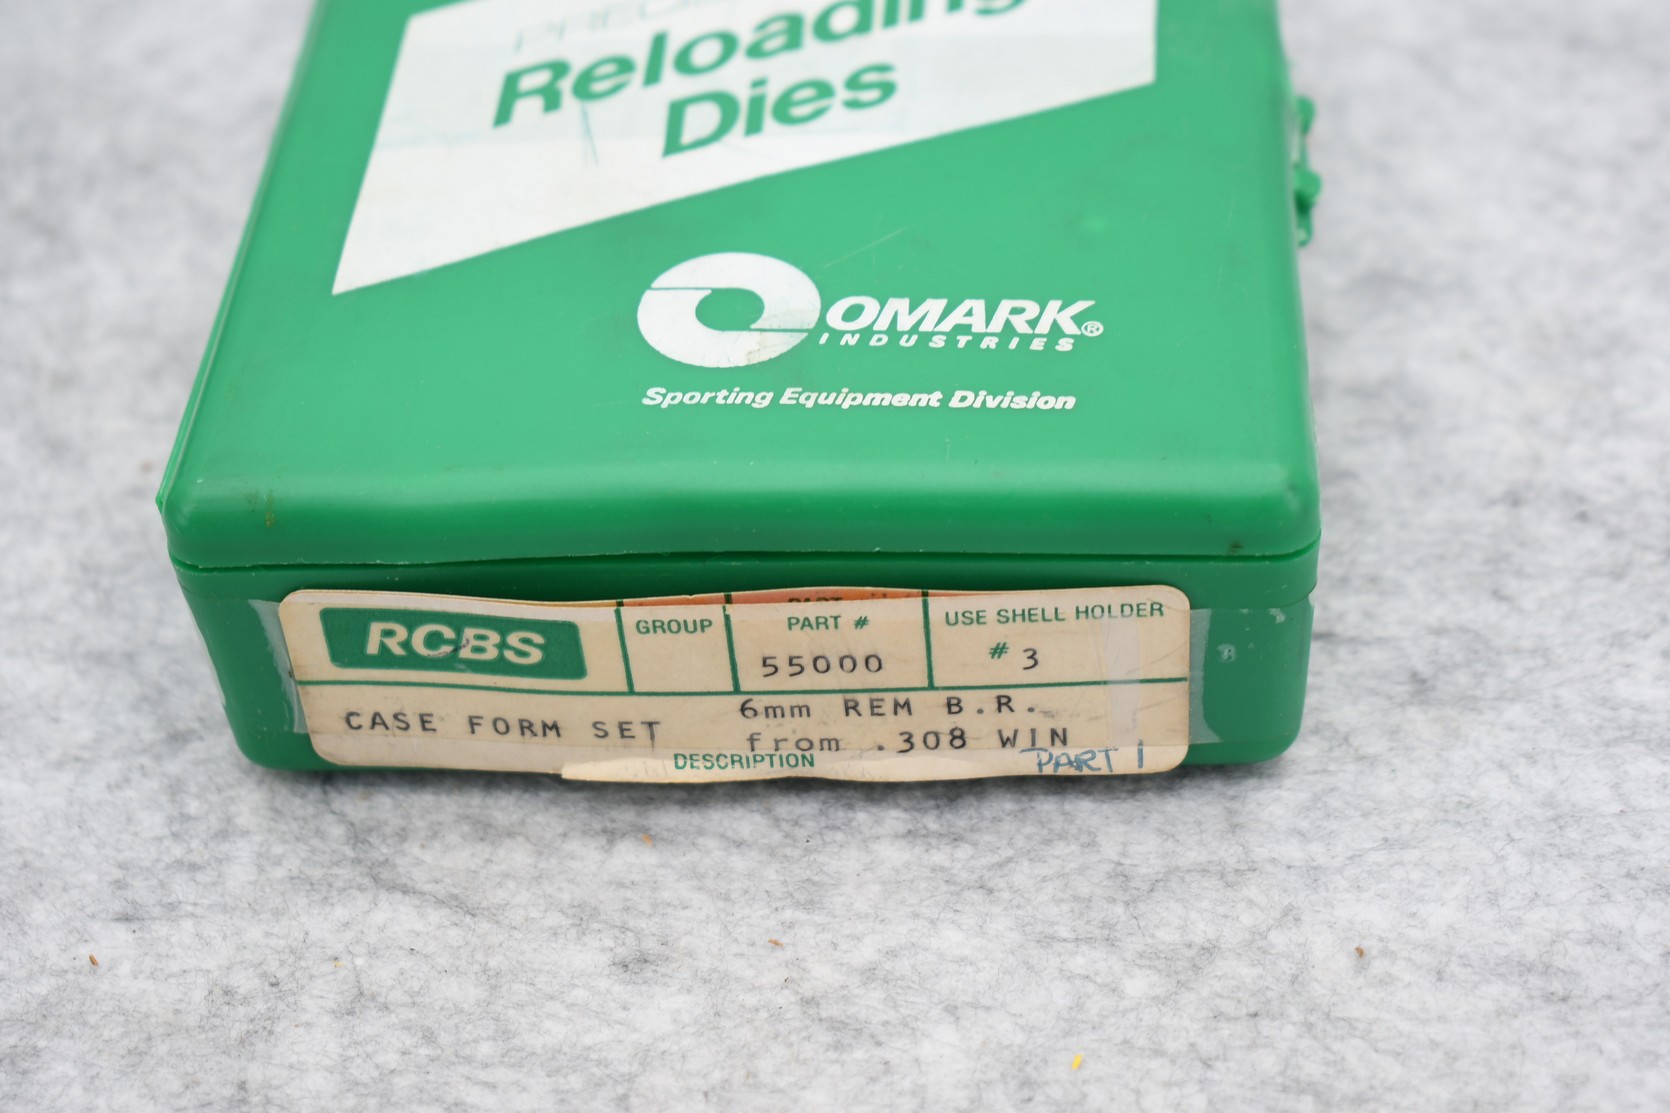 Reloading
Dies
OMARK®
INDUSTRIES
Sporting Equipment Division
RCBS
GROUP
PART #
55000
USE SHELL HOLDER
# 3
CASE FORM SET
6mm REM B.R.
from .308 WIN
DESCRIPTION
PART 1